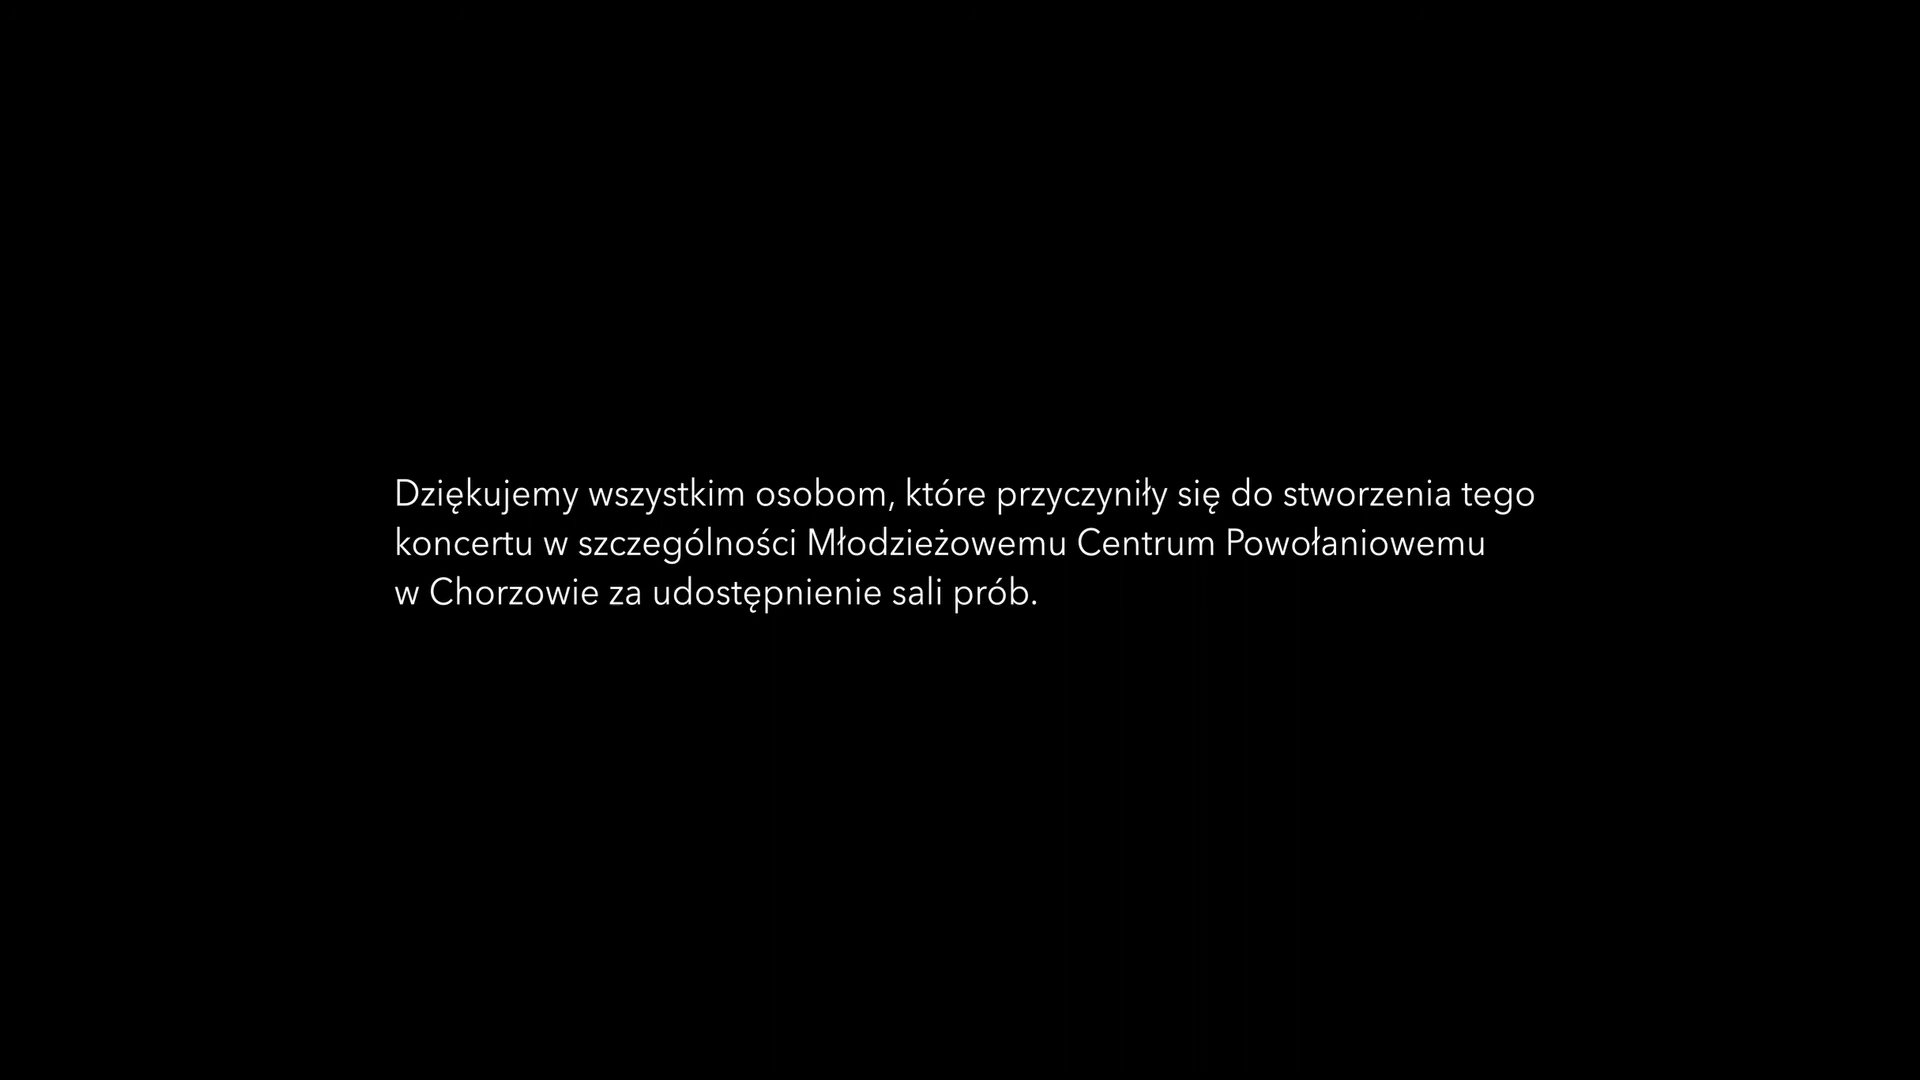 Dziękujemy wszystkim osobom, które przyczyniły się do stworzenia tego
koncertu w szczególności Młodzieżowemu Centrum Powołaniowemu
w Chorzowie za udostępnienie sali prób.